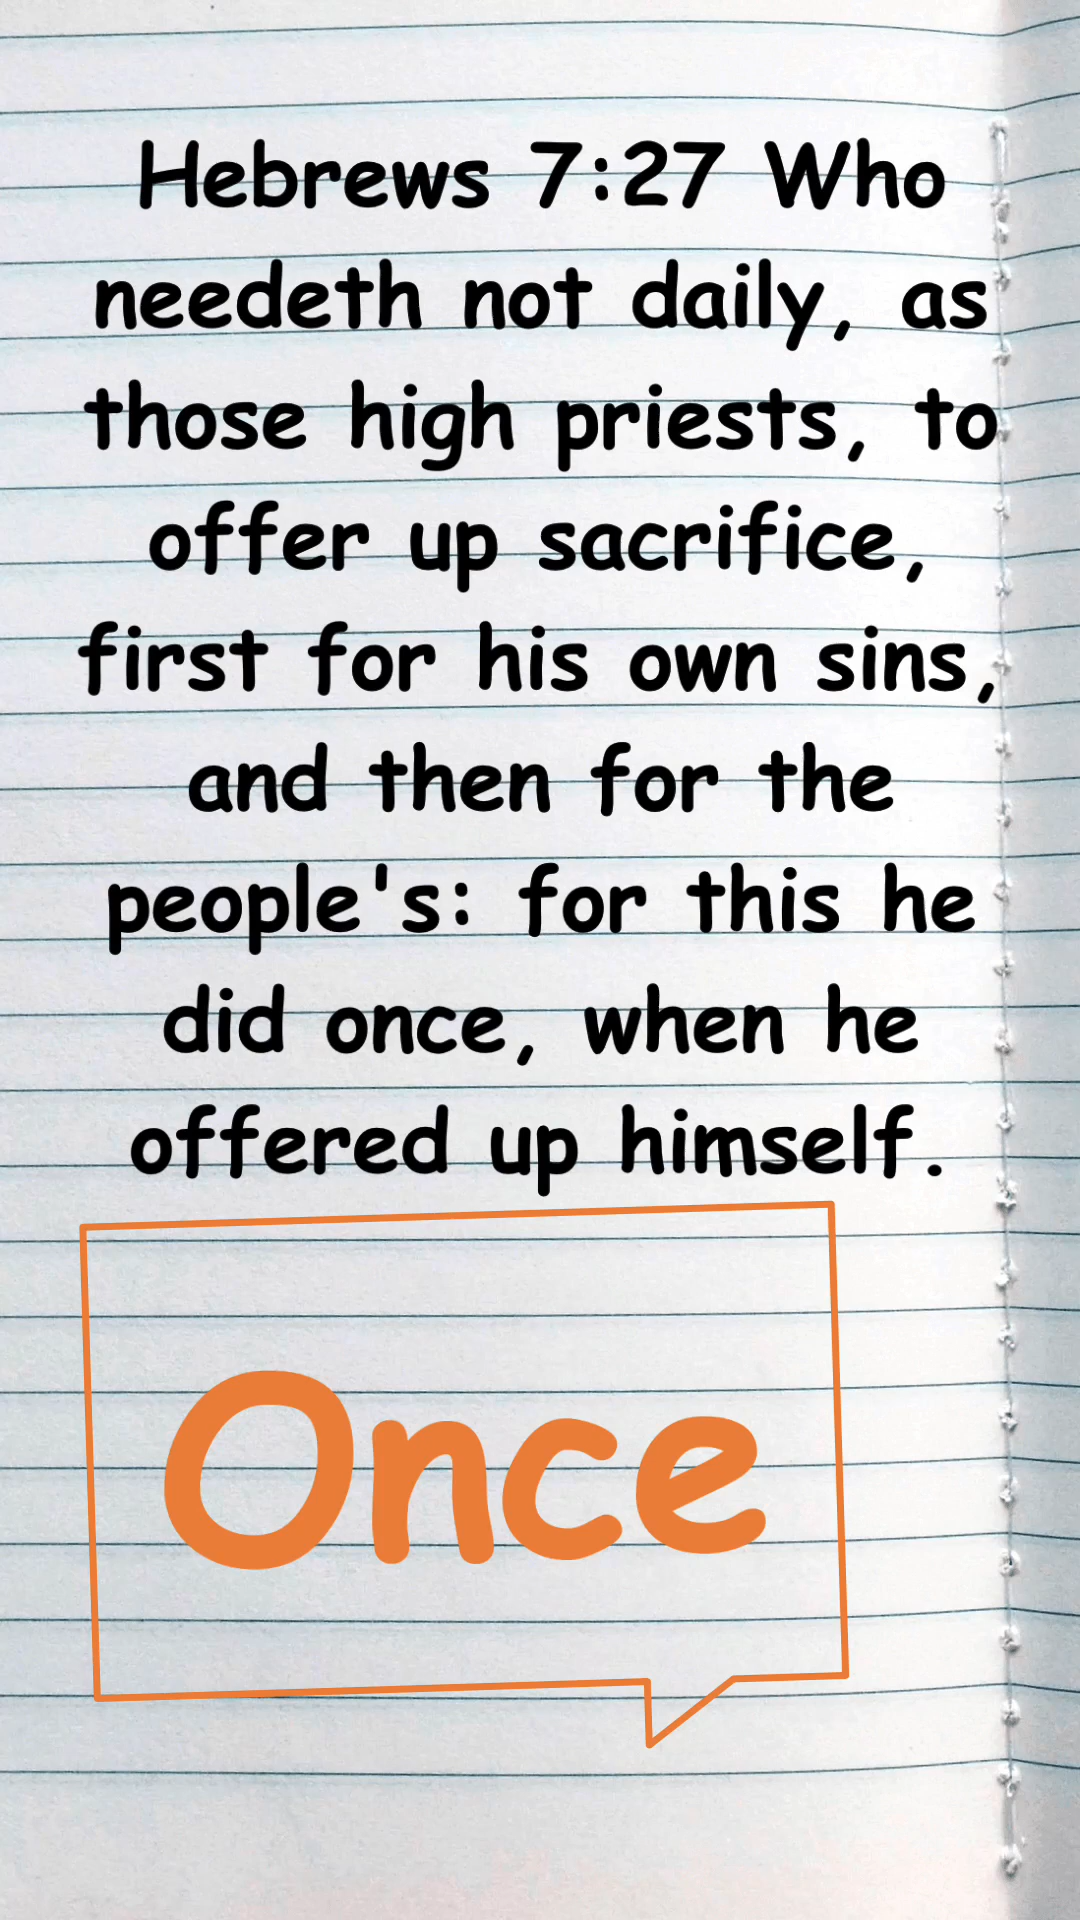 Hebrews 7:27 Who
needeth not daily, as
those high priests, to
offer up sacrifice,
first for his own sins,
and then for the
people's: for this he
did once, when he
offered up himself.
Once